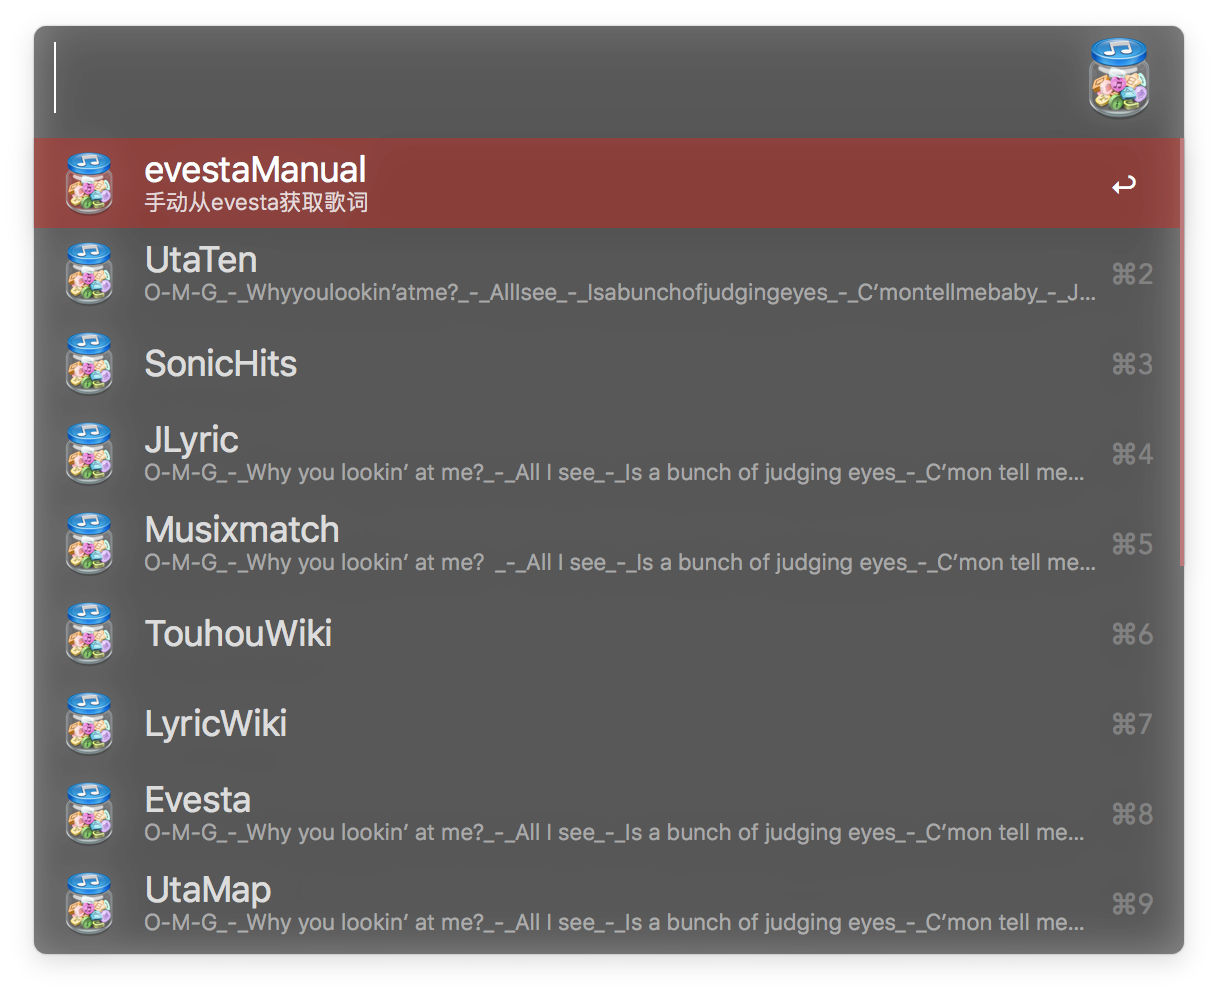 evestaManual
手动从evesta获取歌词
↩
UtaTen
O-M-G_-_Whyyoulookin’atme?_-_AllIsee_-_Isabunchofjudgingeyes_-_C’montellmebaby_-_J...
⌘2
SonicHits
⌘3
JLyric
O-M-G_-_Why you lookin’ at me?_-_All I see_-_Is a bunch of judging eyes_-_C’mon tell me...
⌘4
Musixmatch
O-M-G_-_Why you lookin’ at me?  _-_All I see_-_Is a bunch of judging eyes_-_C’mon tell me...
⌘5
TouhouWiki
⌘6
LyricWiki
⌘7
Evesta
O-M-G_-_Why you lookin’ at me?_-_All I see_-_Is a bunch of judging eyes_-_C’mon tell me...
⌘8
UtaMap
O-M-G_-_Why you lookin’ at me?_-_All I see_-_Is a bunch of judging eyes_-_C’mon tell me...
⌘9